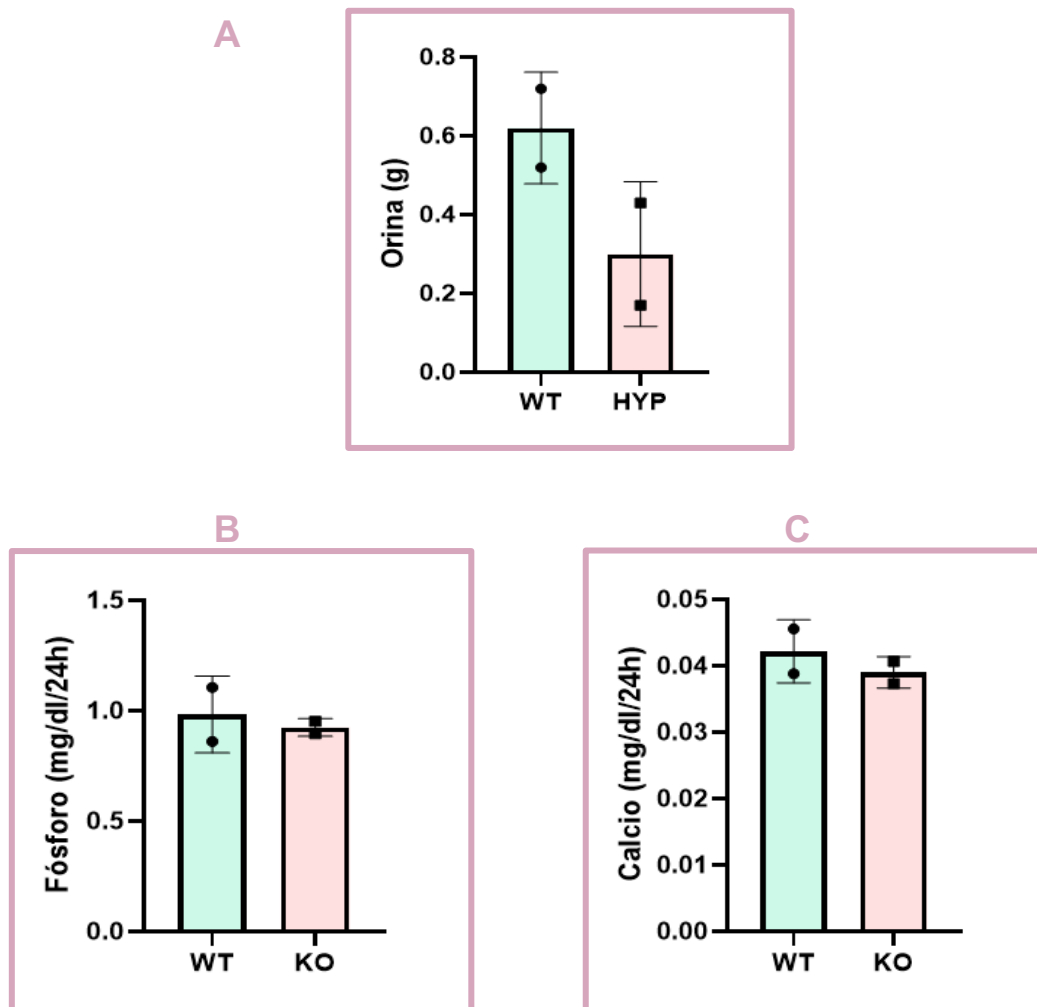 A
Orina (g)
0.8
0.6
0.4
0.2
0.0
WT HYP
B
Fósforo (mg/dl/24h)
1.5
1.0
0.5
0.0
WT KO
C
Calcio (mg/dl/24h)
0.05
0.04
0.03
0.02
0.01
0.00
WT KO